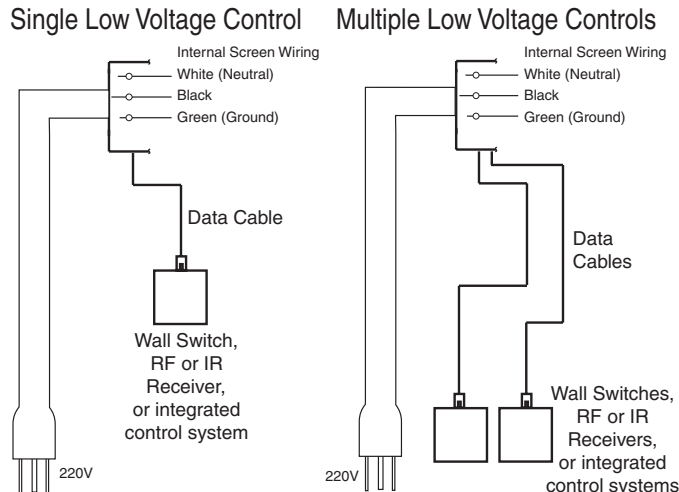 Single Low Voltage Control
Internal Screen Wiring
White (Neutral)
Black
Green (Ground)
Data Cable
Wall Switch,
RF or IR
Receiver,
or integrated
control system
220V
Multiple Low Voltage Controls
Internal Screen Wiring
White (Neutral)
Black
Green (Ground)
Data
Cables
Wall Switches,
RF or IR
Receivers,
or integrated
control systems
220V